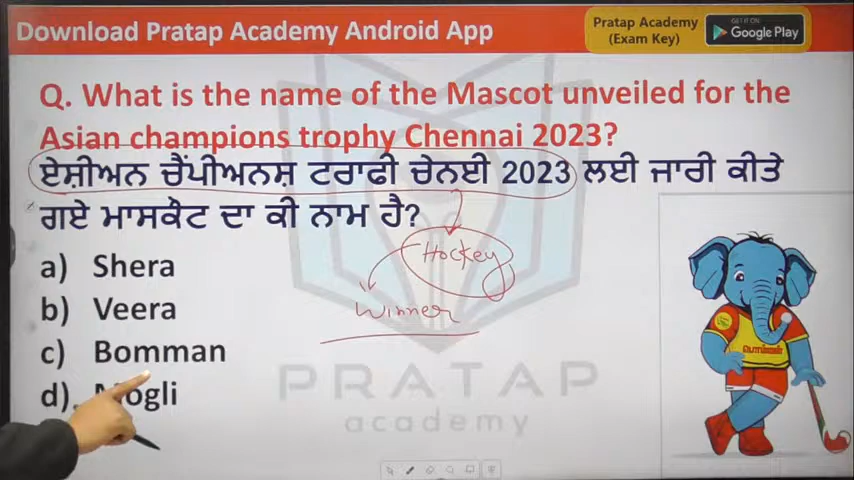 Download Pratap Academy Android App
Pratap Academy
(Exam Key)
GET IT ON
Google Play
Q. What is the name of the Mascot unveiled for the
Asian champions trophy Chennai 2023?
ਏਸ਼ੀਅਨ ਚੈਂਪੀਅਨਸ਼ ਟਰਾਫੀ ਚੇਨਈ 2023 ਲਈ ਜਾਰੀ ਕੀਤੇ
ਗਏ ਮਾਸਕੋਟ ਦਾ ਕੀ ਨਾਮ ਹੈ?
Hockey
Winner
a) Shera
b) Veera
c) Bomman
d) Mogli
PRATAP
academy
பொம்மன்